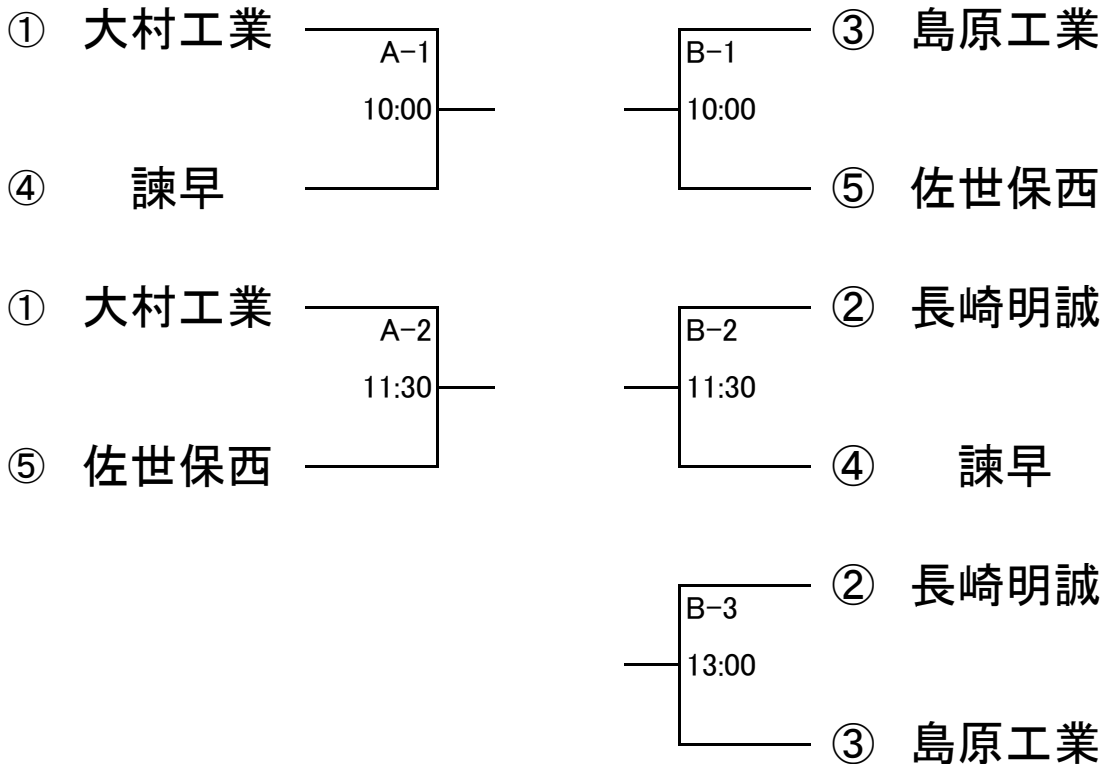 ① 大村工業
A-1
10:00
④ 諫早
③ 島原工業
B-1
10:00
⑤ 佐世保西
① 大村工業
A-2
11:30
⑤ 佐世保西
② 長崎明誠
B-2
11:30
④ 諫早
② 長崎明誠
B-3
13:00
③ 島原工業